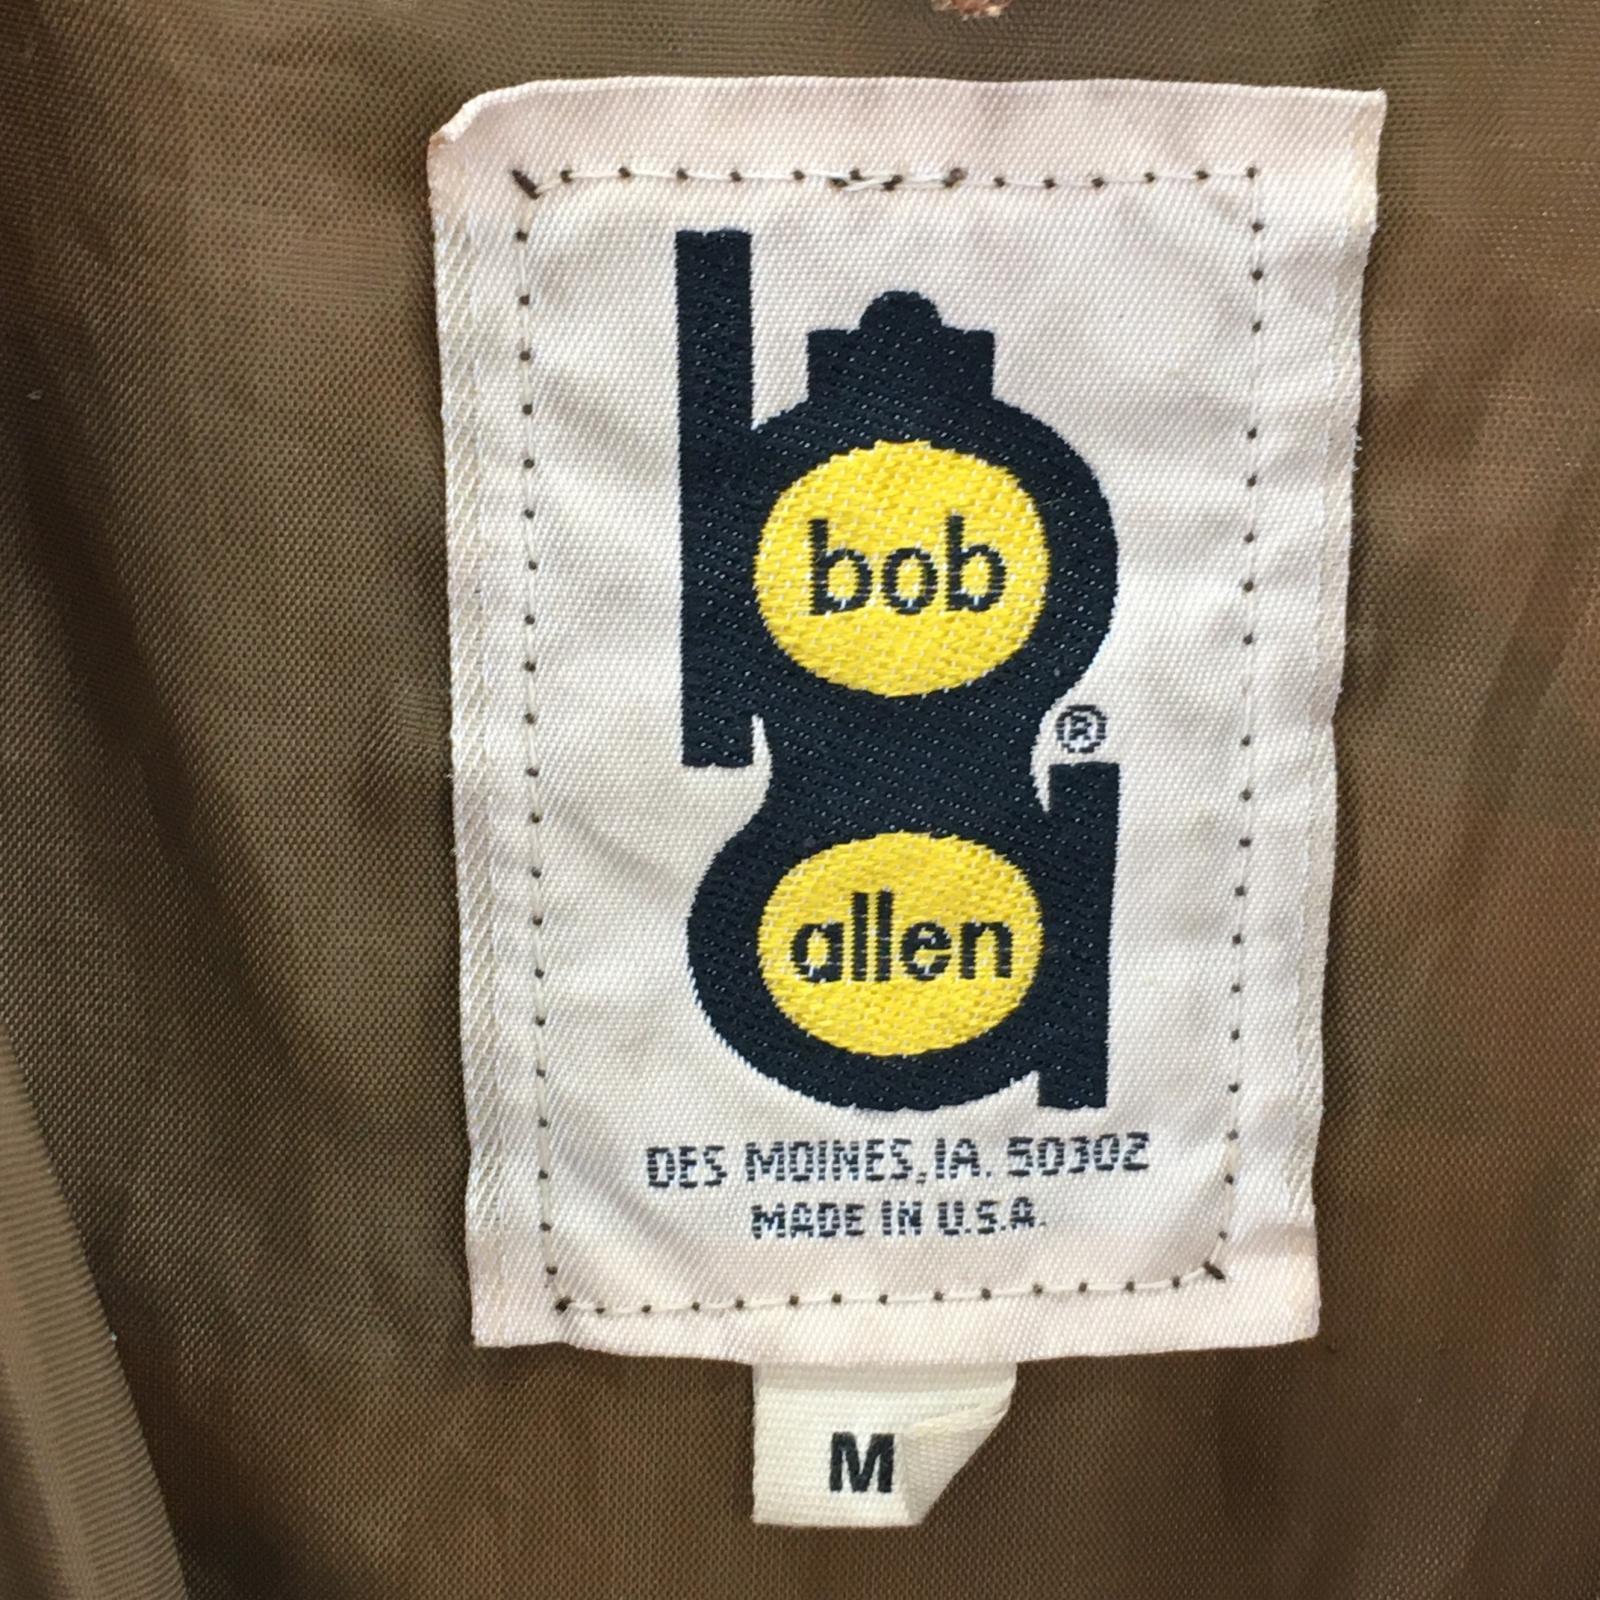 bob
®
allen
DES MOINES, IA. 50302
MADE IN U.S.A.
M